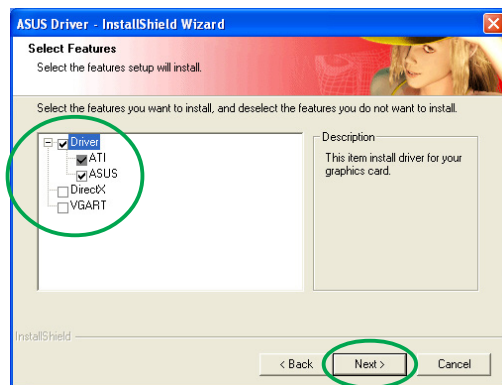 ASUS Driver - InstallShield Wizard
Select Features
Select the features setup will install.
Select the features you want to install, and deselect the features you do not want to install.
Driver
ATI
ASUS
DirectX
VGART
Description
This item install driver for your
graphics card.
InstallShield
< Back Next > Cancel